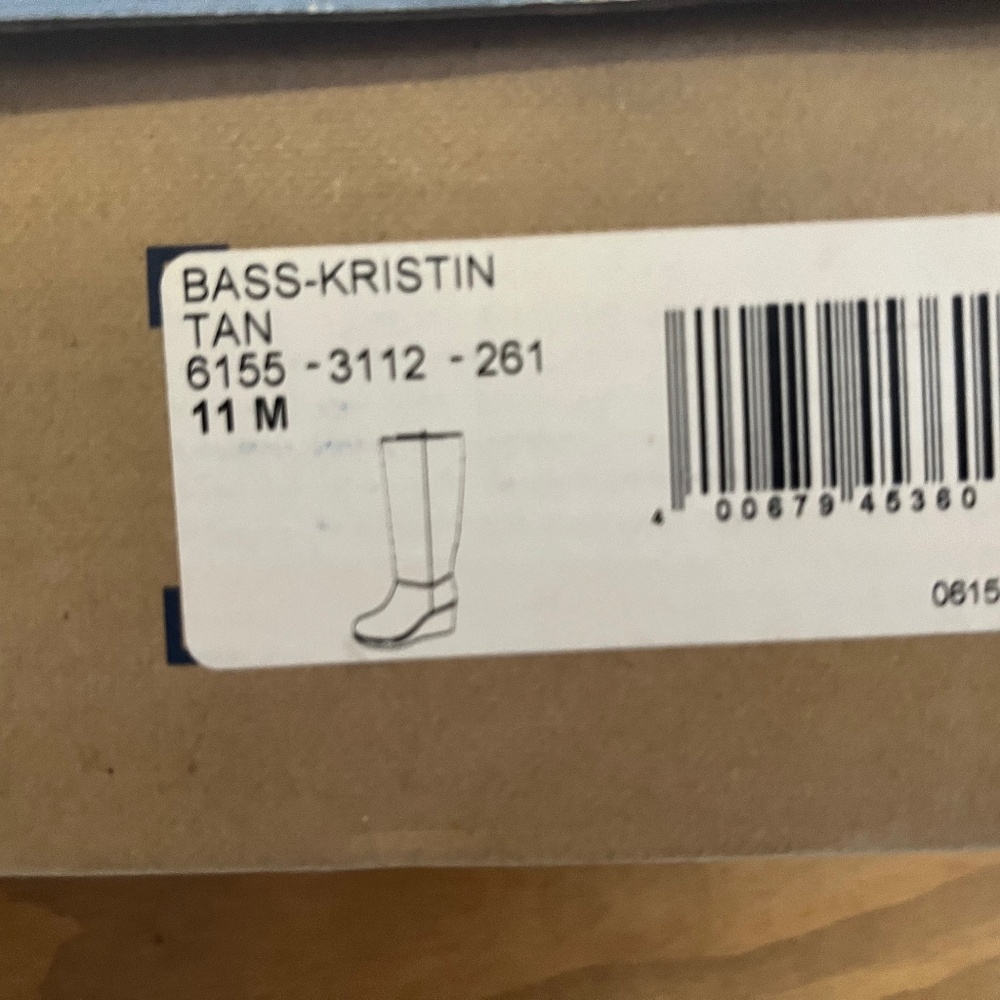 BASS-KRISTIN
TAN
6155 -3112 -261
11 M
4 00679 45360
0615